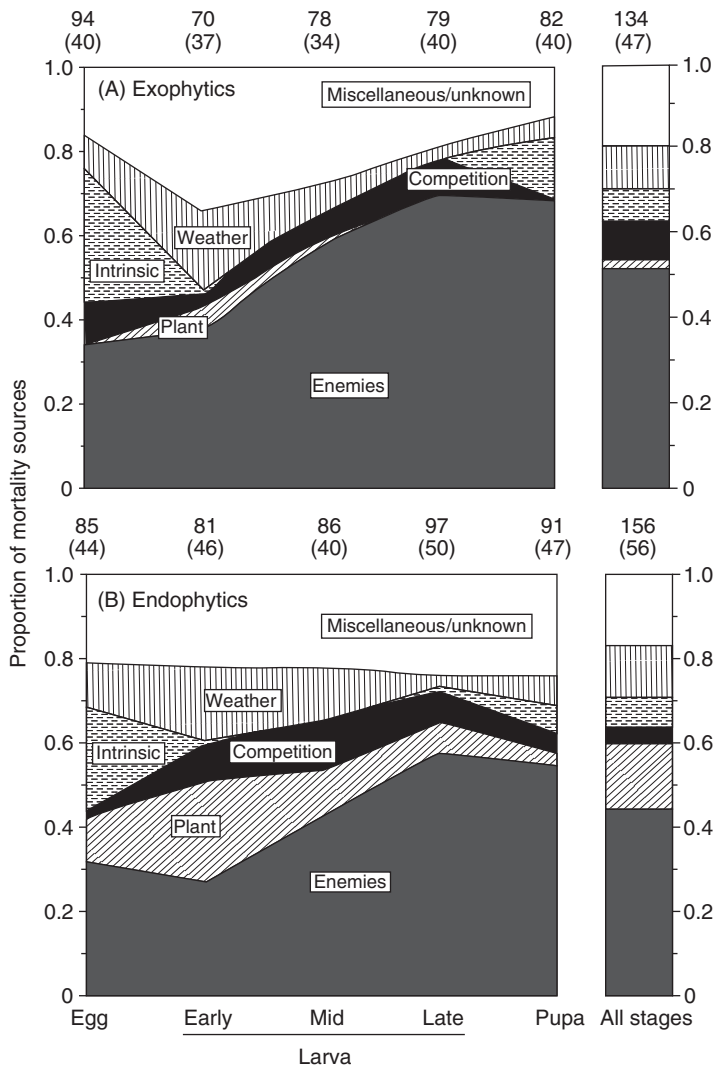 94 70 78 79 82 134
(40) (37) (34) (40) (40) (47)
1.0 1.0
(A) Exophytics
Miscellaneous/unknown
0.8 0.8
Competition
Weather
0.6 0.6
Intrinsic
0.4 0.4
Plant
Enemies
0.2 0.2
0 0
Proportion of mortality sources
85 81 86 97 91 156
(44) (46) (40) (50) (47) (56)
1.0 1.0
(B) Endophytics
Miscellaneous/unknown
0.8 0.8
Weather
0.6 0.6
Intrinsic Competition
0.4 0.4
Plant
Enemies
0.2 0.2
0 0
Egg Early Mid Late Pupa All stages
Larva